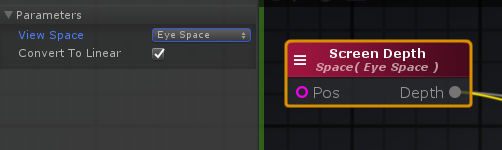 Parameters
View Space Eye Space
Convert To Linear
Screen Depth
Space( Eye Space )
Pos Depth